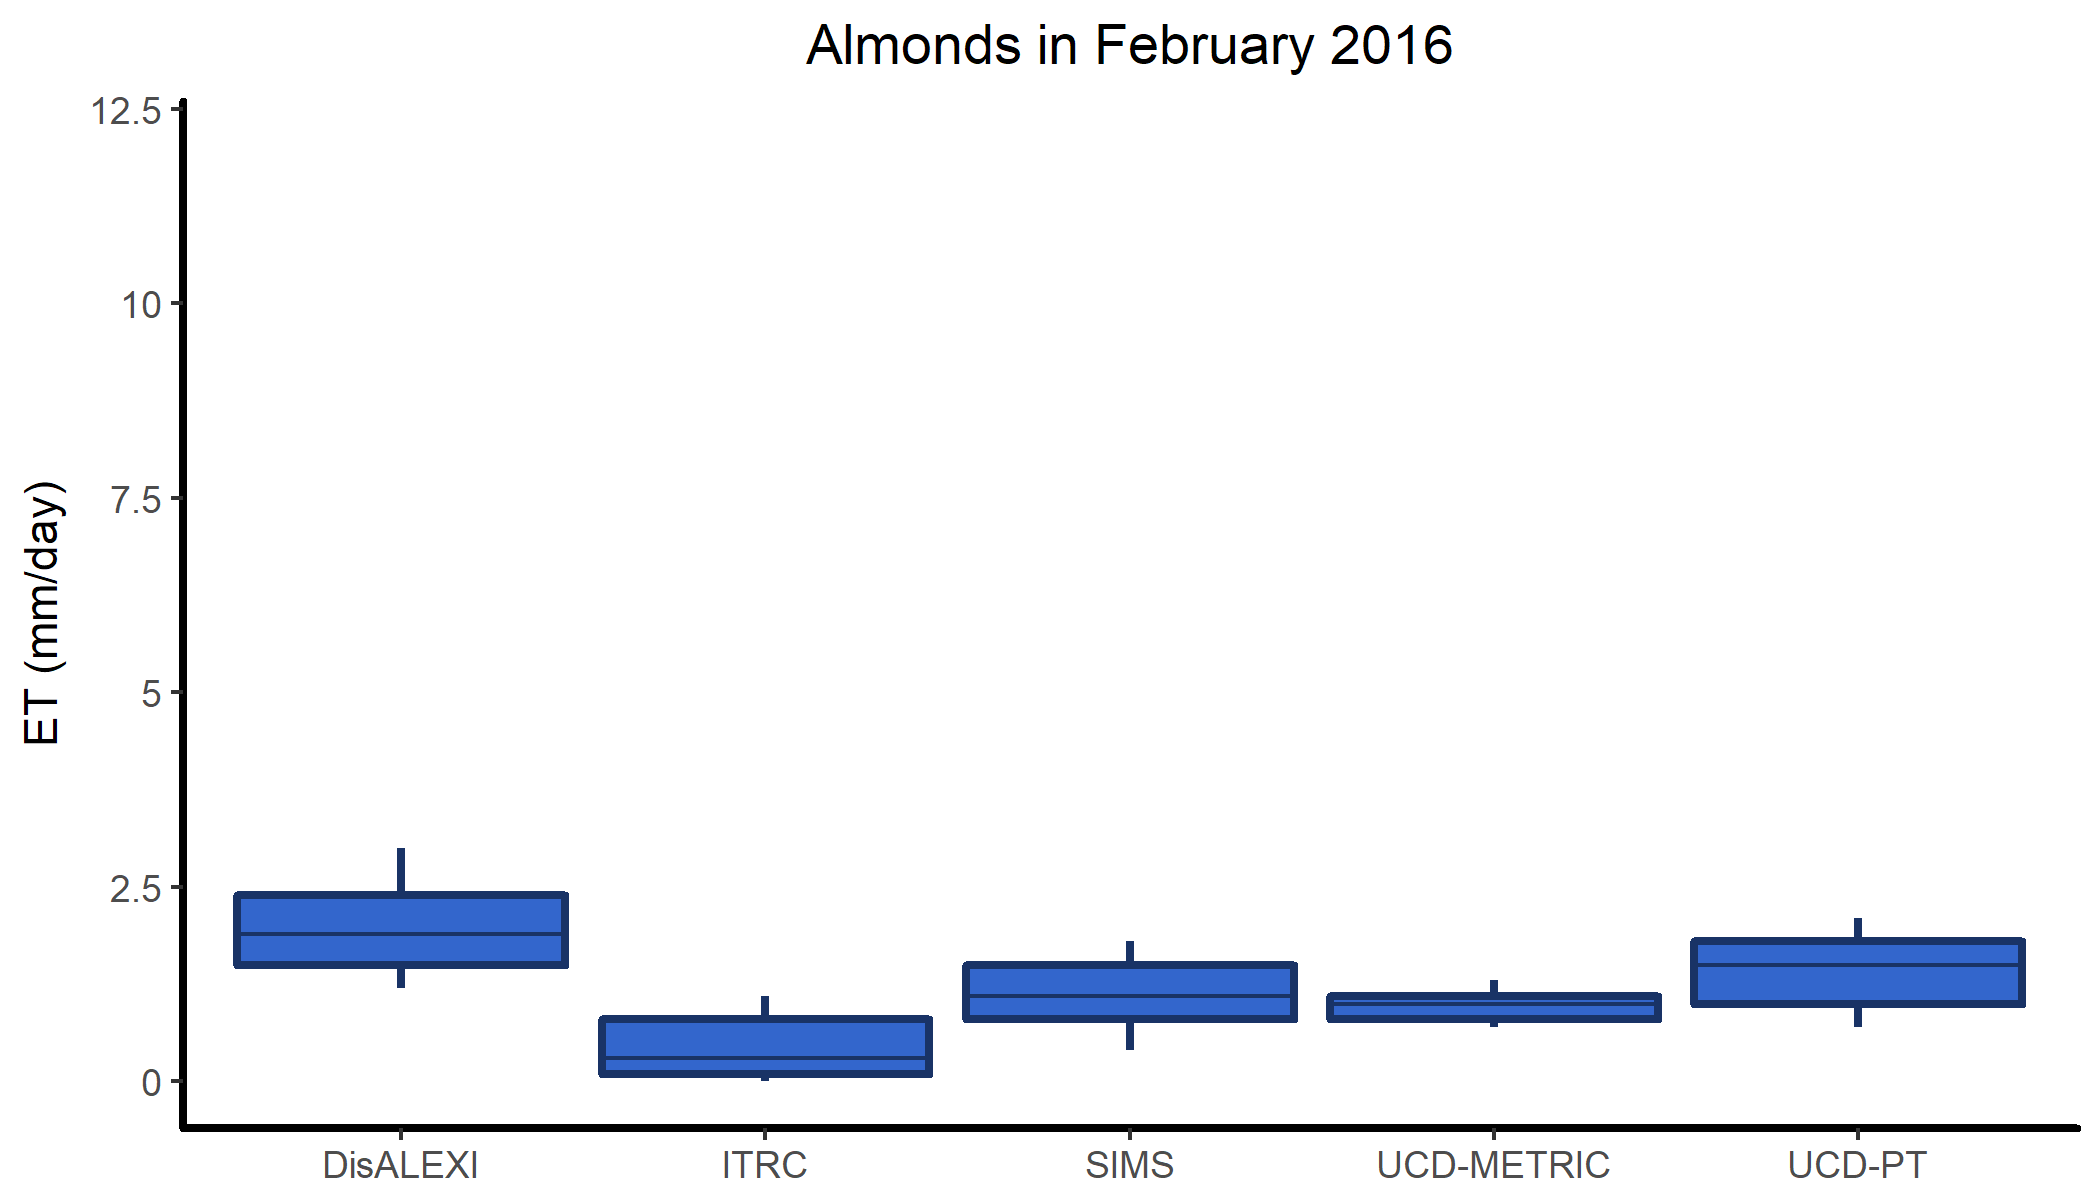 Almonds in February 2016
ET (mm/day)
12.5
10
7.5
5
2.5
0
DisALEXI
ITRC
SIMS
UCD-METRIC
UCD-PT